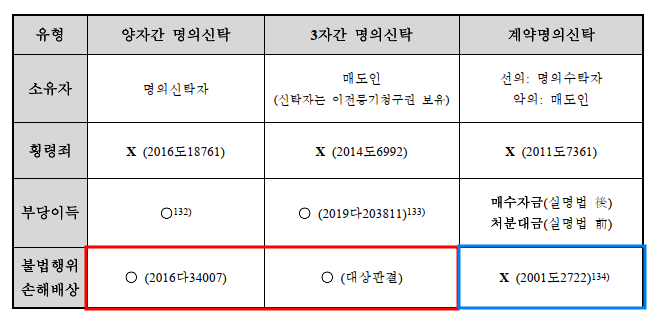 유형 양자간 명의신탁 3자간 명의신탁 계약명의신탁
소유자 명의신탁자 매도인
(신탁자는 이전등기청구권 보유) 선의: 명의수탁자
악의: 매도인
횡령죄 X (2016도18761) X (2014도6992) X (2011도7361)
부당이득 〇132) 〇 (2019다203811)133) 매수자금(실명법 後)
처분대금(실명법 前)
불법행위
손해배상 〇 (2016다34007) 〇 (대상판결) X (2001도2722)134)